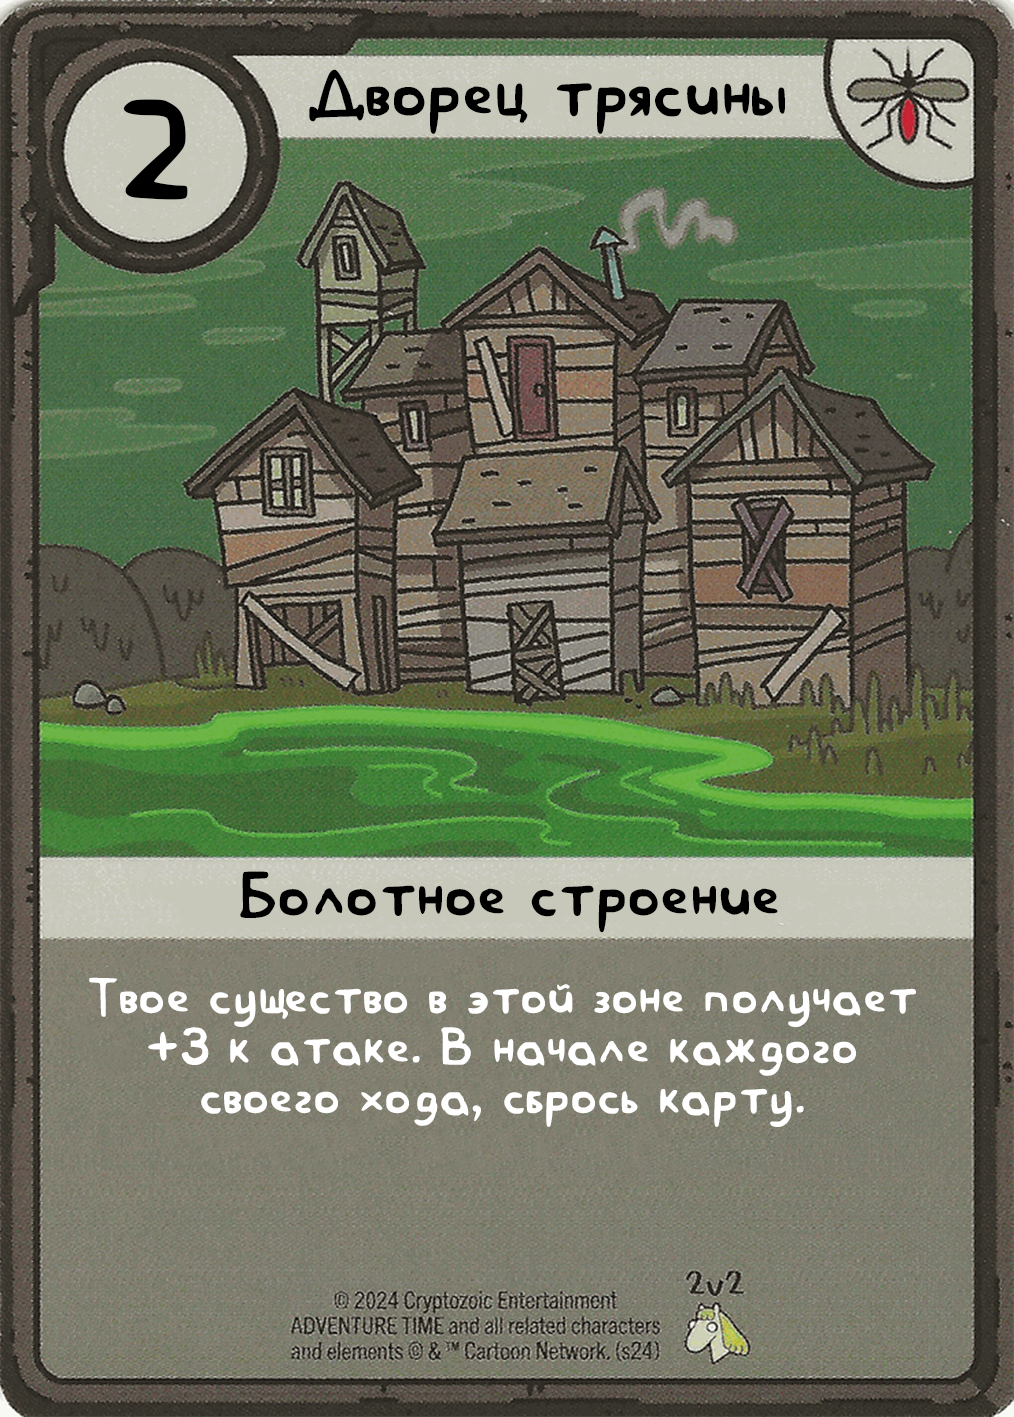 2
Дворец трясины
Болотное строение
Твое существо в этой зоне получает
+3 к атаке. В начале каждого
своего хода, сбрось карту.
2v2
© 2024 Cryptozoic Entertainment
ADVENTURE TIME and all related characters
and elements © & ™ Cartoon Network. (s24)